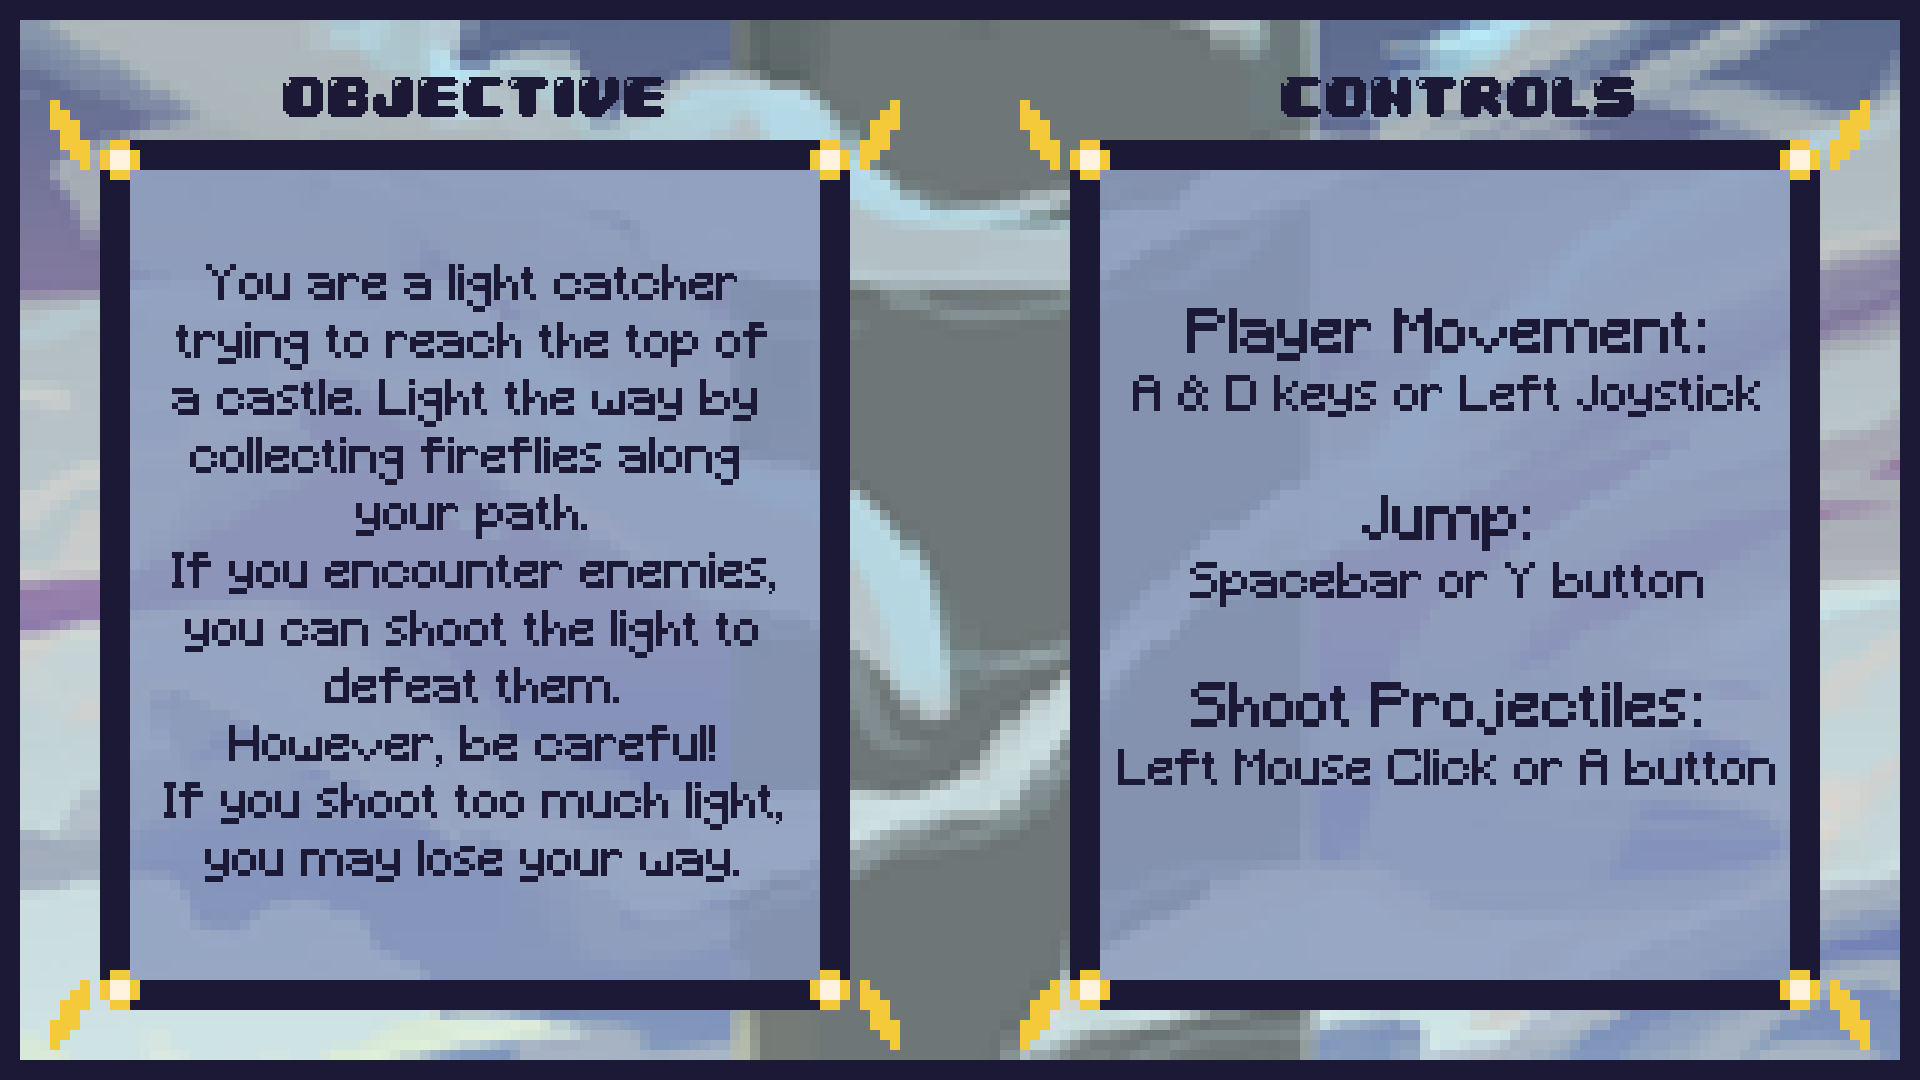 OBJECTIVE
You are a light catcher
trying to reach the top of
a castle. Light the way by
collecting fireflies along
your path.
If you encounter enemies,
you can shoot the light to
defeat them.
However, be careful!
If you shoot too much light,
you may lose your way.
CONTROLS
Player Movement:
A & D keys or Left Joystick
Jump:
Spacebar or Y button
Shoot Projectiles:
Left Mouse Click or A button